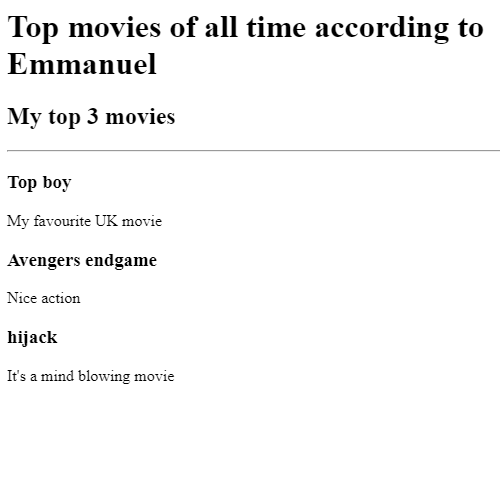 Top movies of all time according to
Emmanuel
My top 3 movies
Top boy
My favourite UK movie
Avengers endgame
Nice action
hijack
It's a mind blowing movie